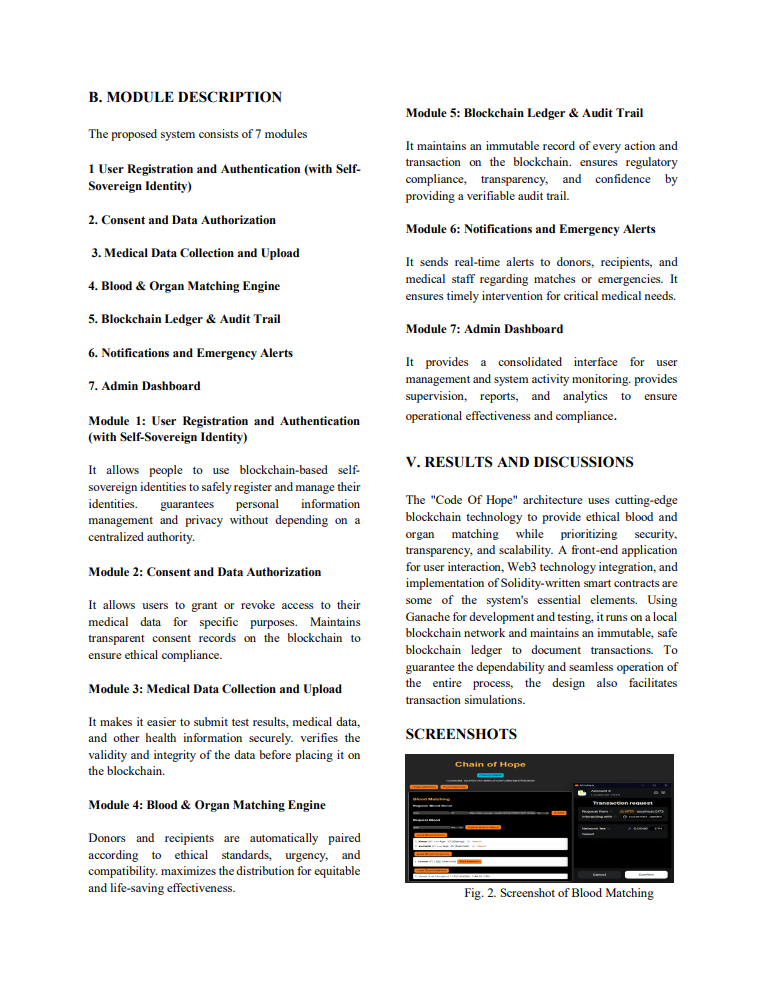 B. MODULE DESCRIPTION
The proposed system consists of 7 modules
1 User Registration and Authentication (with Self-
Sovereign Identity)
2. Consent and Data Authorization
3. Medical Data Collection and Upload
4. Blood & Organ Matching Engine
5. Blockchain Ledger & Audit Trail
6. Notifications and Emergency Alerts
7. Admin Dashboard
Module 1: User Registration and Authentication
(with Self-Sovereign Identity)
It allows people to use blockchain-based self-
sovereign identities to safely register and manage their
identities. guarantees personal information
management and privacy without depending on a
centralized authority.
Module 2: Consent and Data Authorization
It allows users to grant or revoke access to their
medical data for specific purposes. Maintains
transparent consent records on the blockchain to
ensure ethical compliance.
Module 3: Medical Data Collection and Upload
It makes it easier to submit test results, medical data,
and other health information securely. verifies the
validity and integrity of the data before placing it on
the blockchain.
Module 4: Blood & Organ Matching Engine
Donors and recipients are automatically paired
according to ethical standards, urgency, and
compatibility. maximizes the distribution for equitable
and life-saving effectiveness.
Module 5: Blockchain Ledger & Audit Trail
It maintains an immutable record of every action and
transaction on the blockchain. ensures regulatory
compliance, transparency, and confidence by
providing a verifiable audit trail.
Module 6: Notifications and Emergency Alerts
It sends real-time alerts to donors, recipients, and
medical staff regarding matches or emergencies. It
ensures timely intervention for critical medical needs.
Module 7: Admin Dashboard
It provides a consolidated interface for user
management and system activity monitoring. provides
supervision, reports, and analytics to ensure
operational effectiveness and compliance.
V. RESULTS AND DISCUSSIONS
The "Code Of Hope" architecture uses cutting-edge
blockchain technology to provide ethical blood and
organ matching while prioritizing security,
transparency, and scalability. A front-end application
for user interaction, Web3 technology integration, and
implementation of Solidity-written smart contracts are
some of the system's essential elements. Using
Ganache for development and testing, it runs on a local
blockchain network and maintains an immutable, safe
blockchain ledger to document transactions. To
guarantee the dependability and seamless operation of
the entire process, the design also facilitates
transaction simulations.
SCREENSHOTS
Chain of Hope
Blood Matching
Request Blood
Transaction request
Request from
Interacting with
Network fee
Cancel
Confirm
Fig. 2. Screenshot of Blood Matching